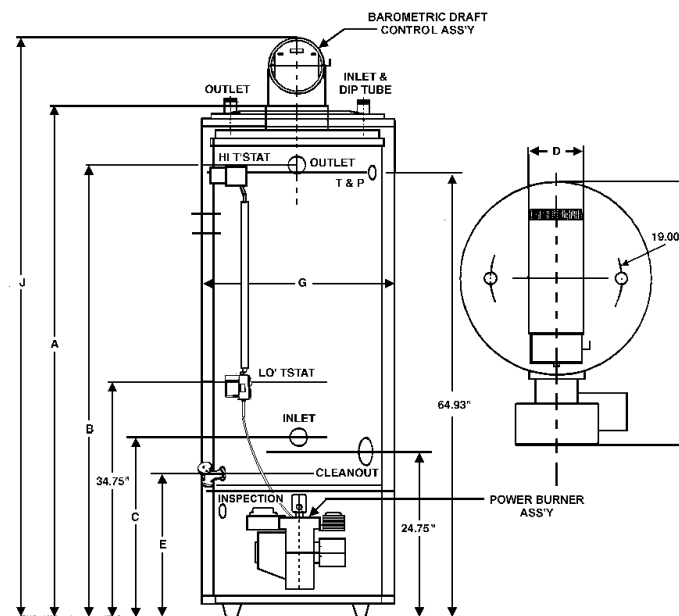 BAROMETRIC DRAFT
CONTROL ASS'Y
OUTLET
INLET &
DIP TUBE
HI T'STAT
OUTLET
T & P
D
19.00
J
A
G
B
LO' TSTAT
64.93"
INLET
34.75"
C
E
CLEANOUT
INSPECTION
24.75"
POWER BURNER
ASS'Y